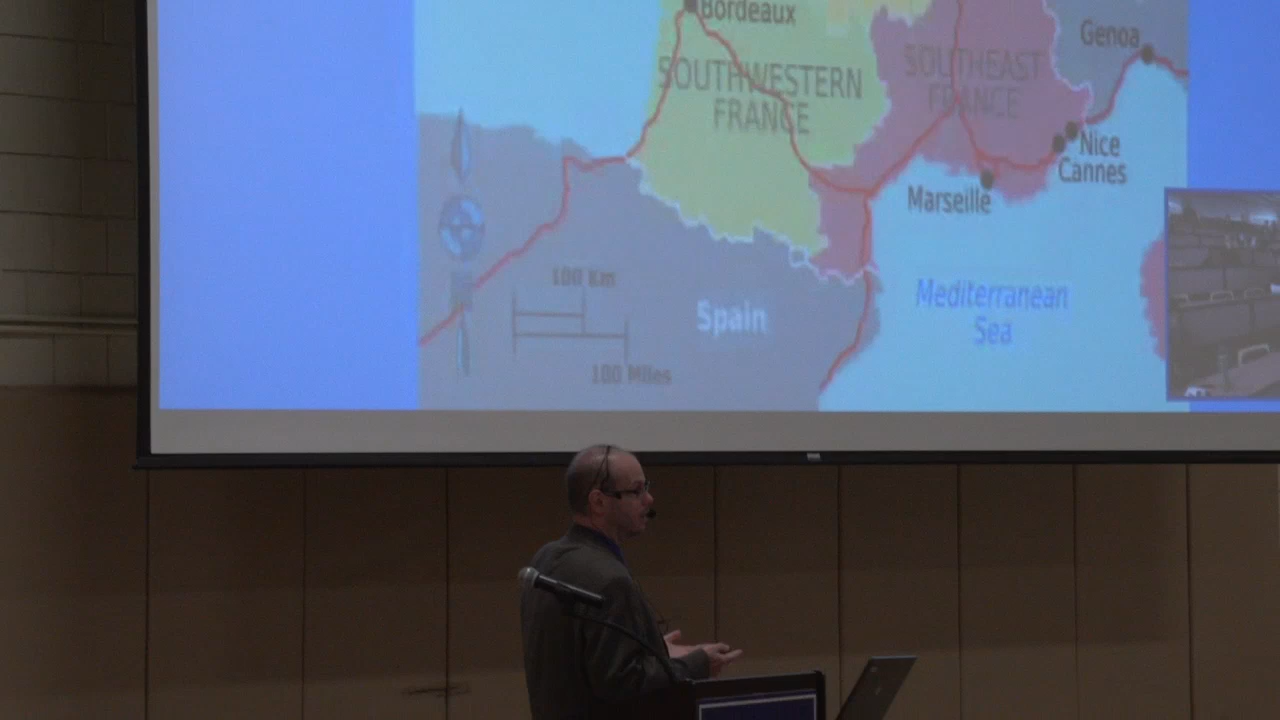 Bordeaux
Genoa
SOUTHWESTERN
FRANCE
SOUTHEAST
FRANCE
Nice
Cannes
Marseille
100 Km
Spain
Mediterranean
Sea
100 Miles